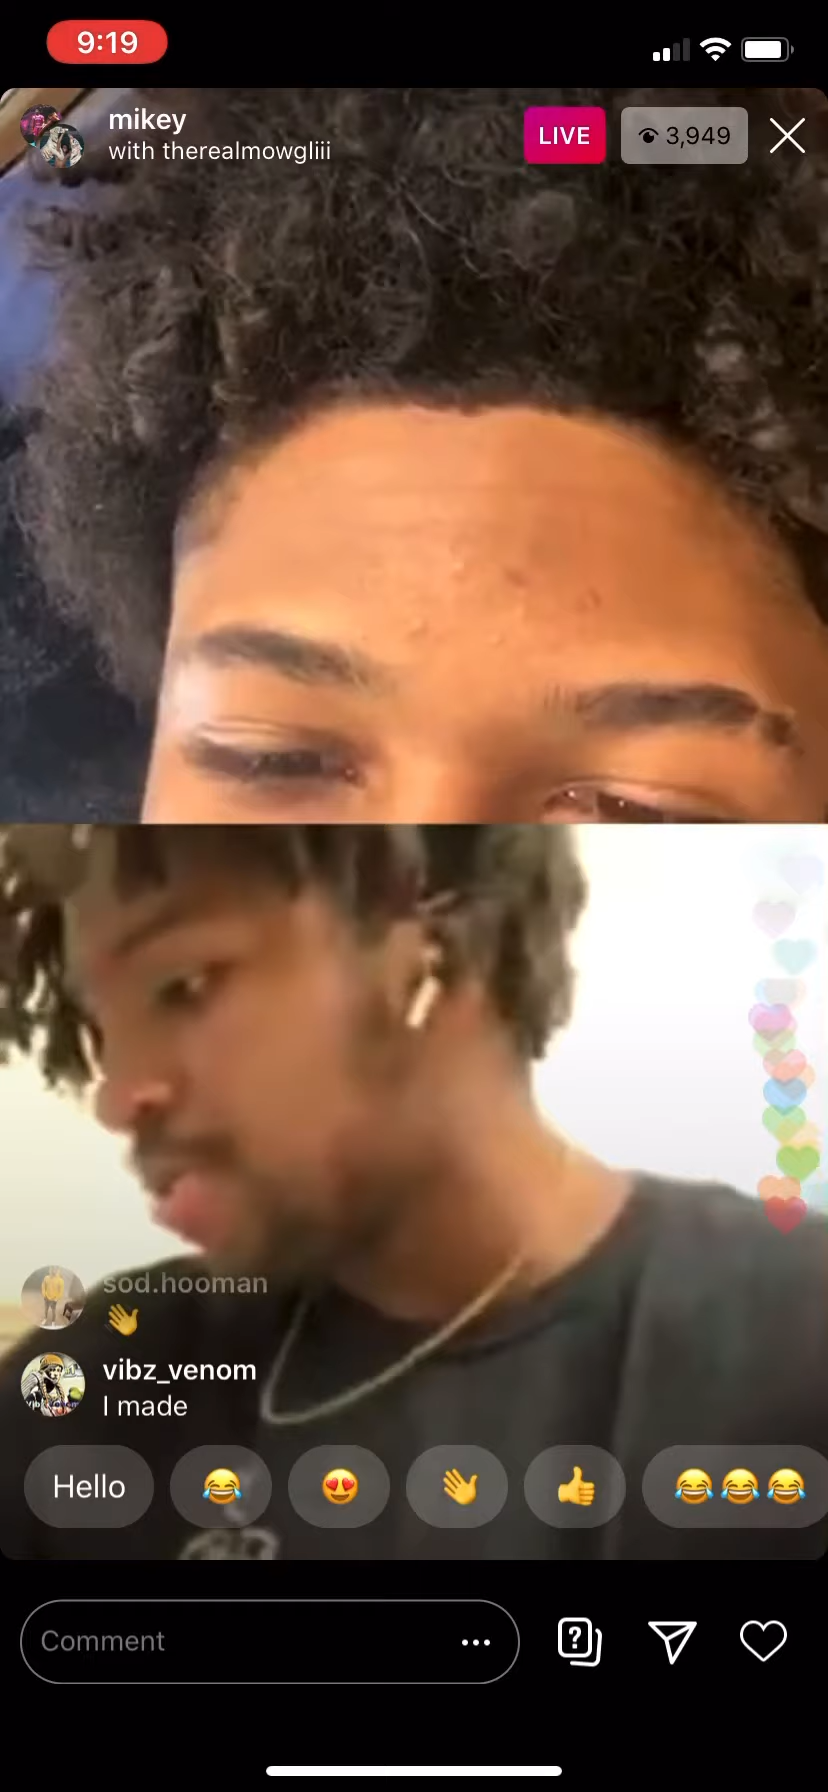 9:19
mikey
with therealmowgliii
LIVE
3,949
sod.hooman
👋
vibz_venom
I made
Hello 😂 😍 👋 👍 😂😂😂
Comment